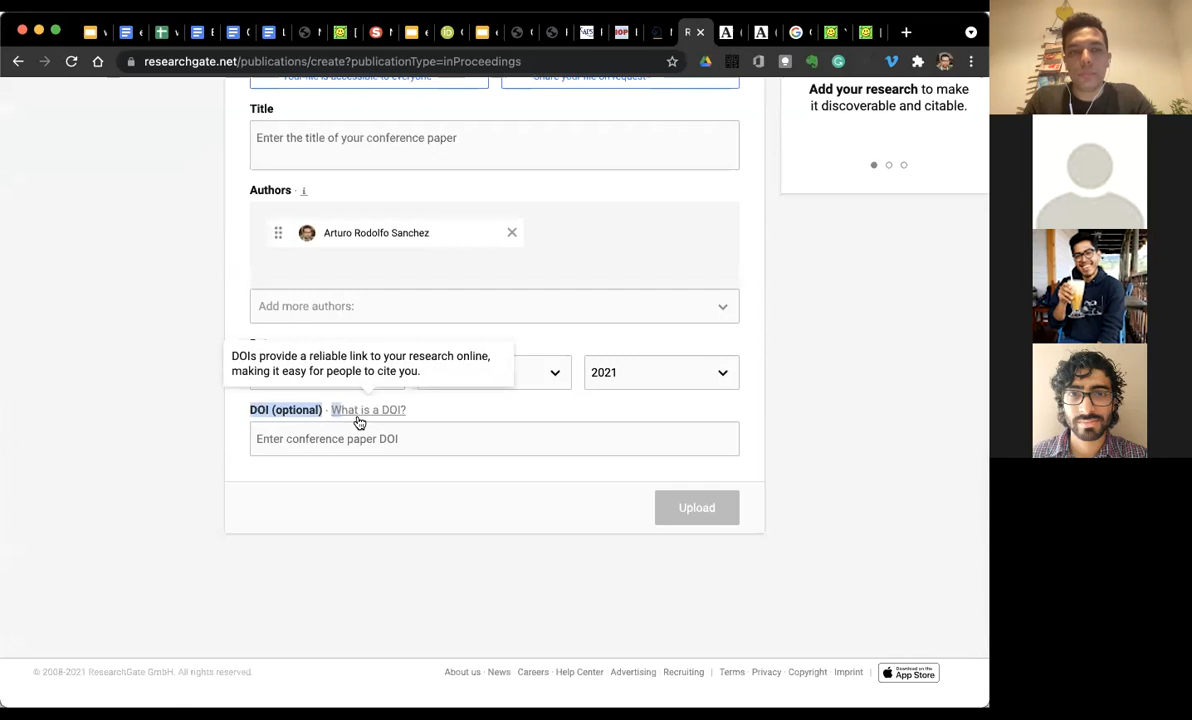 researchgate.net/publications/create?publicationType=inProceedings
Add your research to make
it discoverable and citable.
Title
Enter the title of your conference paper
Authors · i
Arturo Rodolfo Sanchez
Add more authors:
DOIs provide a reliable link to your research online,
making it easy for people to cite you.
2021
DOI (optional) · What is a DOI?
Enter conference paper DOI
Upload
© 2008-2021 ResearchGate GmbH. All rights reserved.
About us · News · Careers · Help Center · Advertising · Recruiting | Terms · Privacy · Copyright · Imprint |
Download on the
App Store